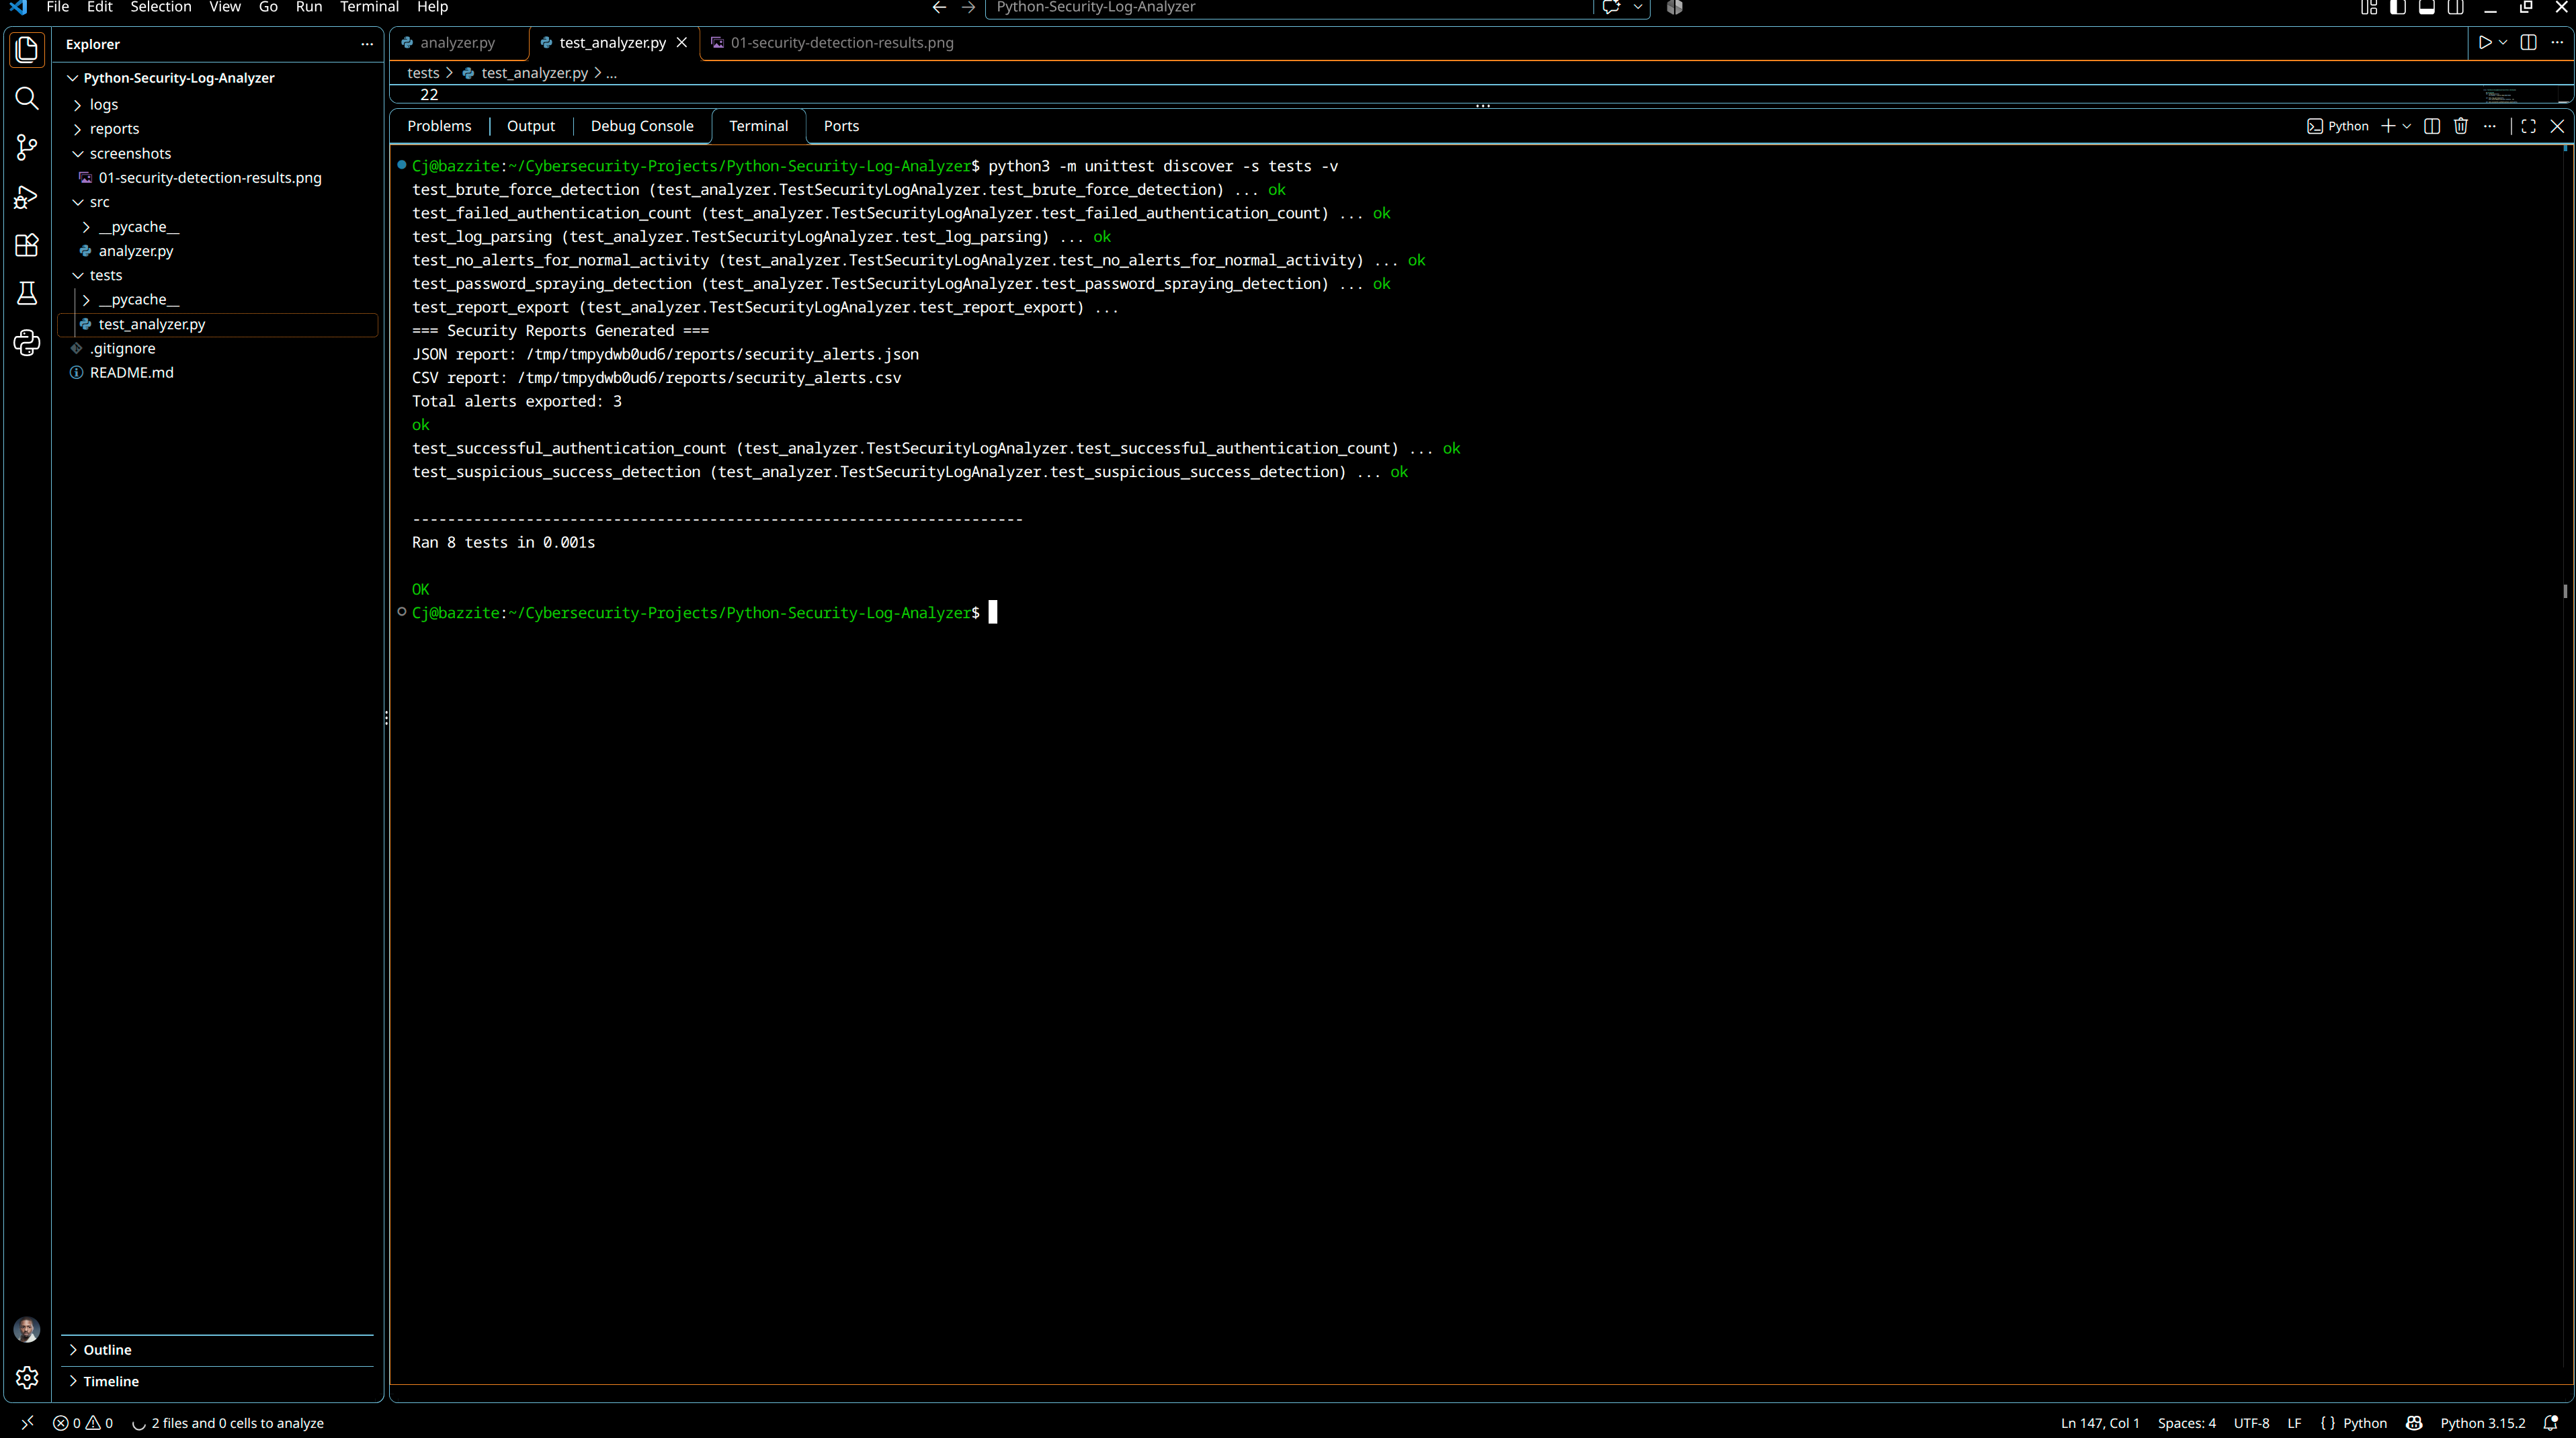 File Edit Selection View Go Run Terminal Help
Python-Security-Log-Analyzer
Explorer
Python-Security-Log-Analyzer
logs
reports
screenshots
01-security-detection-results.png
src
__pycache__
analyzer.py
tests
__pycache__
test_analyzer.py
.gitignore
README.md
Outline
Timeline
analyzer.py test_analyzer.py 01-security-detection-results.png
tests > test_analyzer.py > ...
22
Problems Output Debug Console Terminal Ports
Python
Cj@bazzite:~/Cybersecurity-Projects/Python-Security-Log-Analyzer$ python3 -m unittest discover -s tests -v
test_brute_force_detection (test_analyzer.TestSecurityLogAnalyzer.test_brute_force_detection) ... ok
test_failed_authentication_count (test_analyzer.TestSecurityLogAnalyzer.test_failed_authentication_count) ... ok
test_log_parsing (test_analyzer.TestSecurityLogAnalyzer.test_log_parsing) ... ok
test_no_alerts_for_normal_activity (test_analyzer.TestSecurityLogAnalyzer.test_no_alerts_for_normal_activity) ... ok
test_password_spraying_detection (test_analyzer.TestSecurityLogAnalyzer.test_password_spraying_detection) ... ok
test_report_export (test_analyzer.TestSecurityLogAnalyzer.test_report_export) ...
=== Security Reports Generated ===
JSON report: /tmp/tmpydwb0ud6/reports/security_alerts.json
CSV report: /tmp/tmpydwb0ud6/reports/security_alerts.csv
Total alerts exported: 3
ok
test_successful_authentication_count (test_analyzer.TestSecurityLogAnalyzer.test_successful_authentication_count) ... ok
test_suspicious_success_detection (test_analyzer.TestSecurityLogAnalyzer.test_suspicious_success_detection) ... ok
----------------------------------------------------------------------
Ran 8 tests in 0.001s
OK
Cj@bazzite:~/Cybersecurity-Projects/Python-Security-Log-Analyzer$
0 0 2 files and 0 cells to analyze
Ln 147, Col 1 Spaces: 4 UTF-8 LF { } Python Python 3.15.2